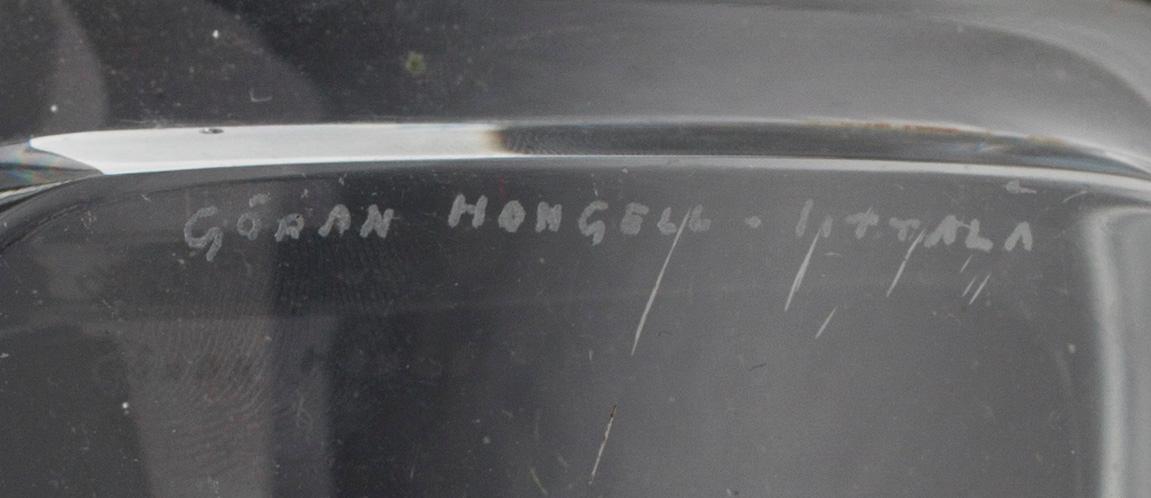 GÖRAN HONGELL - IITTALA